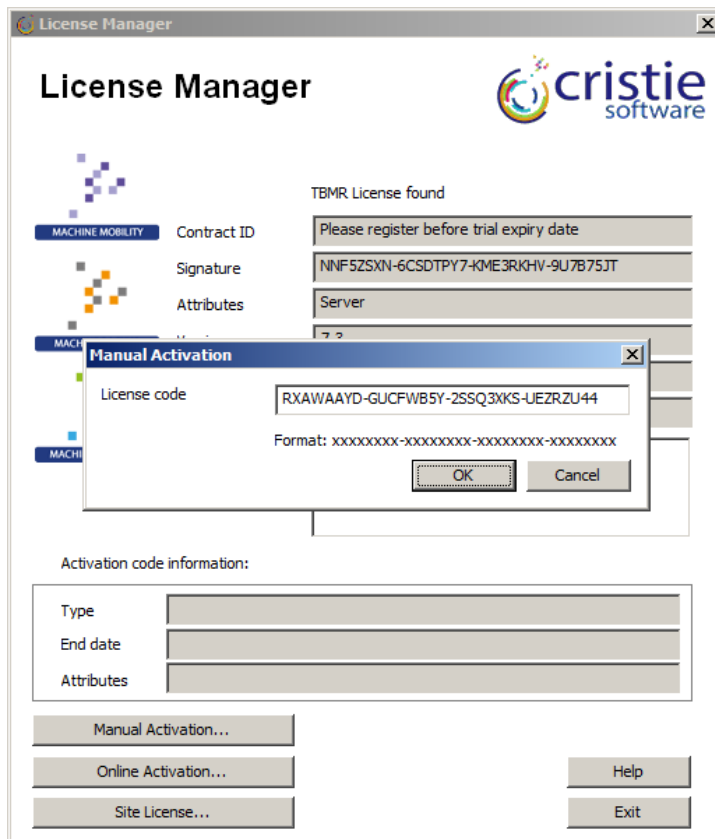 License Manager
License Manager
cristie
software
TBMR License found
MACHINE MOBILITY
Contract ID
Please register before trial expiry date
Signature
NNF5ZSXN-6CSDTPY7-KME3RKHV-9U7B75JT
Attributes
Server
7.3
MACH
Manual Activation
License code
RXAWAAYD-GUCFWB5Y-2SSQ3XKS-UEZRZU44
Format: xxxxxxxx-xxxxxxxx-xxxxxxxx-xxxxxxxx
MACHI
OK
Cancel
Activation code information:
Type
End date
Attributes
Manual Activation...
Online Activation...
Help
Site License...
Exit